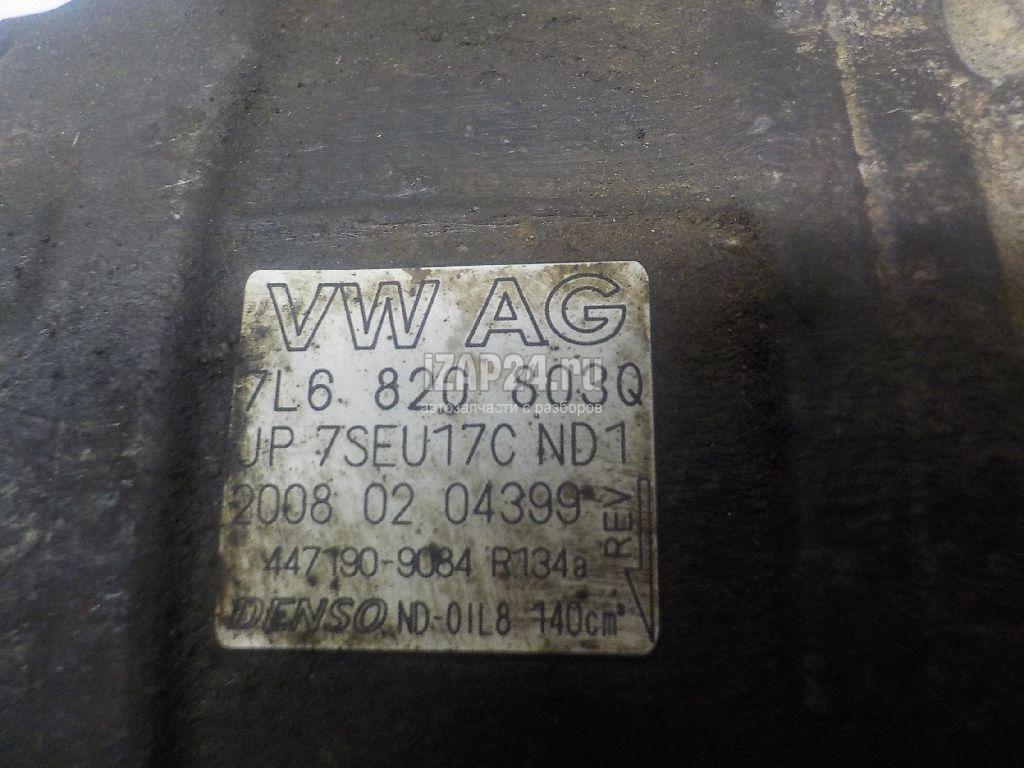 VW AG
iZAP24.ru
7L6 820 803Q
автозапчасти с разборов
JP 7SEU17C ND1
2008 02 04399
REV
447190-9084 R134a
DENSO ND-OIL8 140cm³